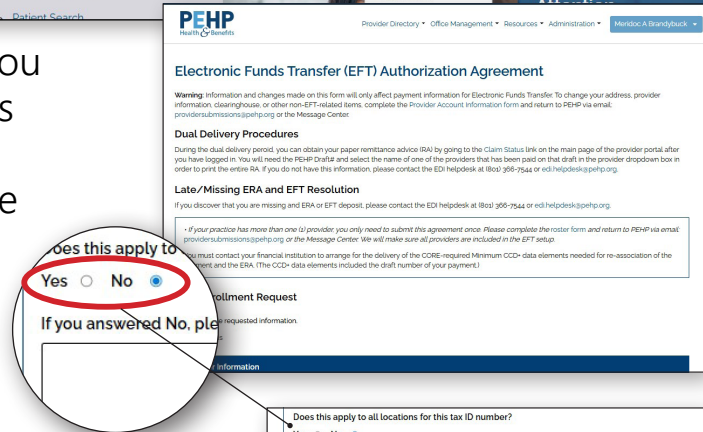 Patient Search
Attention
ou
s
e
PEHP
Health & Benefits
Provider Directory Office Management Resources Administration Meridoc A Brandybuck
Electronic Funds Transfer (EFT) Authorization Agreement
Warning: Information and changes made on this form will only affect payment information for Electronic Funds Transfer. To change your address, provider
information, clearinghouse, or other non-EFT-related items, complete the Provider Account Information form and return to PEHP via email:
providersubmissions@pehp.org or the Message Center.
Dual Delivery Procedures
During the dual delivery peroid, you can obtain your paper remittance advice (RA) by going to the Claim Status link on the main page of the provider portal after
you have logged in. You will need the PEHP Draft# and select the name of one of the providers that has been paid on that draft in the provider dropdown box in
order to print the entire RA. If you do not have this information, please contact the EDI helpdesk at (801) 366-7544 or edi.helpdesk@pehp.org.
Late/Missing ERA and EFT Resolution
If you discover that you are missing and ERA or EFT deposit, please contact the EDI helpdesk at (801) 366-7544 or edi.helpdesk@pehp.org.
• If your practice has more than one (1) provider, you only need to submit this agreement once. Please complete the roster form and return to PEHP via email:
providersubmissions@pehp.org or the Message Center. We will make sure all providers are included in the EFT setup.
must contact your financial institution to arrange for the delivery of the CORE-required Minimum CCD+ data elements needed for re-association of the
and the ERA. (The CCD+ data elements included the draft number of your payment.)
rollment Request
requested information.
Information
oes this apply to
Yes No
If you answered No, ple
Does this apply to all locations for this tax ID number?